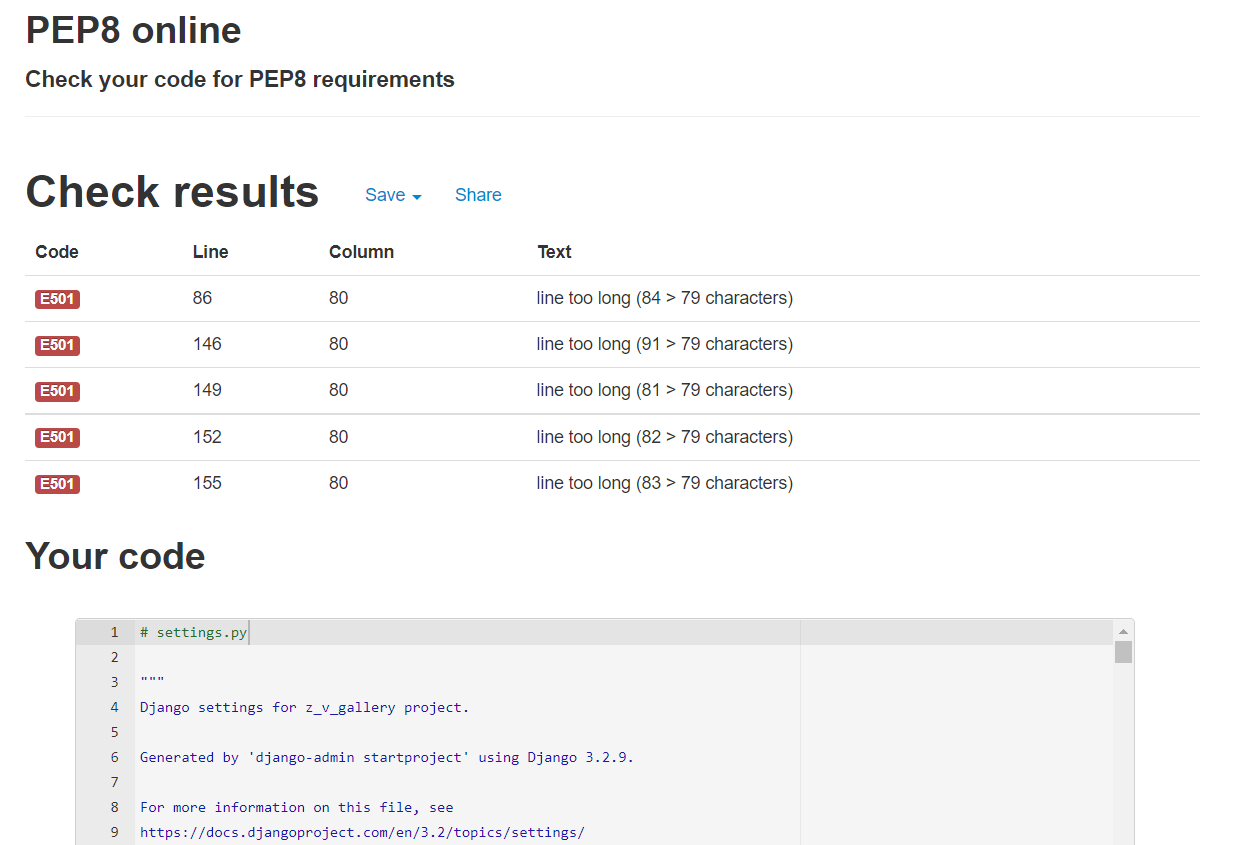 PEP8 online
Check your code for PEP8 requirements
Check results Save Share
Code Line Column Text
E501 86 80 line too long (84 > 79 characters)
E501 146 80 line too long (91 > 79 characters)
E501 149 80 line too long (81 > 79 characters)
E501 152 80 line too long (82 > 79 characters)
E501 155 80 line too long (83 > 79 characters)
Your code
1 # settings.py
2
3 """
4 Django settings for z_v_gallery project.
5
6 Generated by 'django-admin startproject' using Django 3.2.9.
7
8 For more information on this file, see
9 https://docs.djangoproject.com/en/3.2/topics/settings/